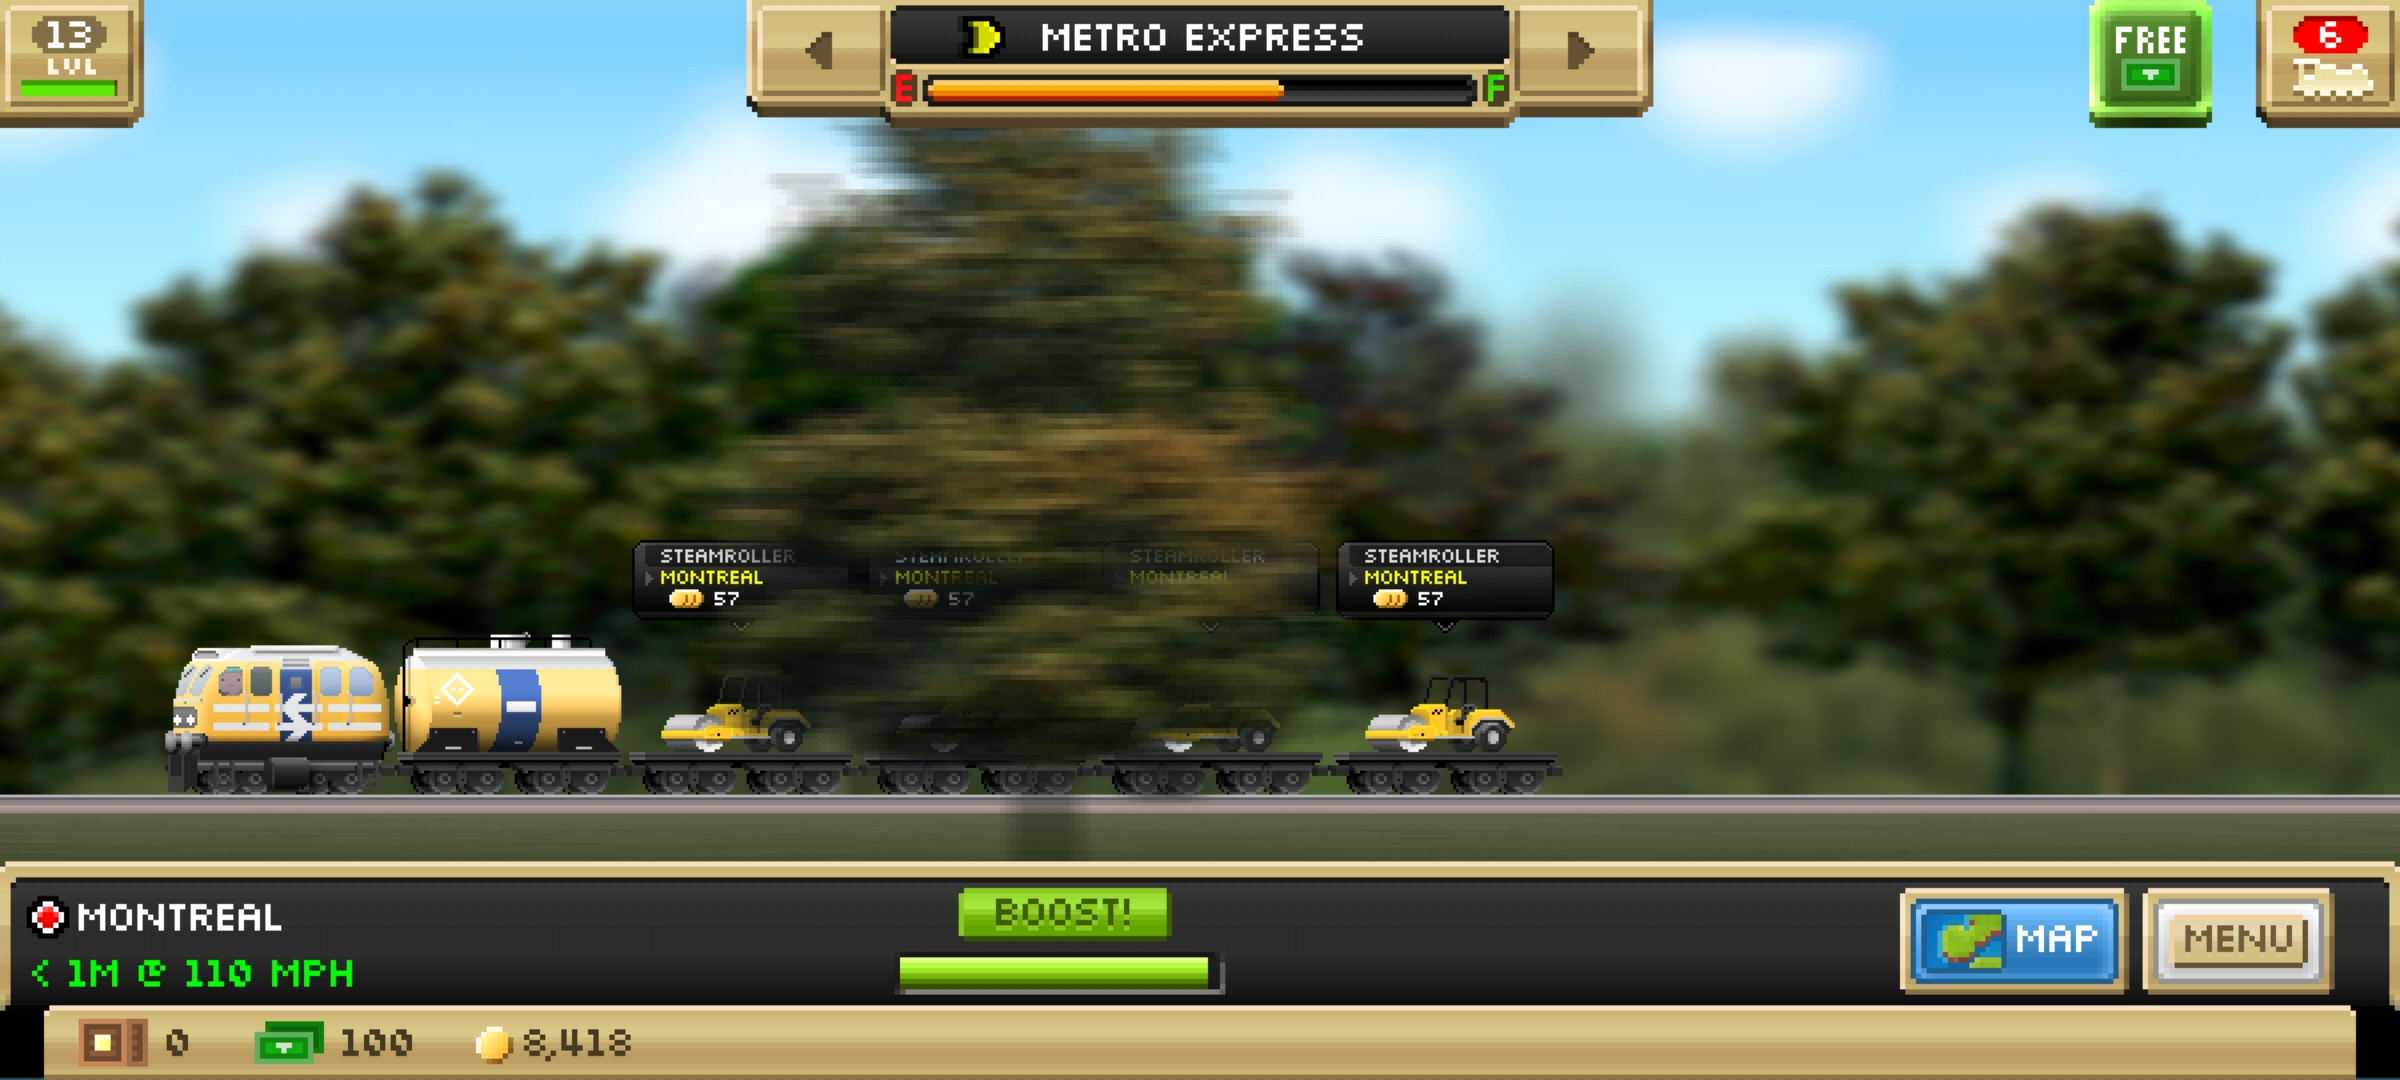 13
LVL
METRO EXPRESS
E F
FREE
6
STEAMROLLER
MONTREAL
57
STEAMROLLER
MONTREAL
57
STEAMROLLER
MONTREAL
STEAMROLLER
MONTREAL
57
MONTREAL
< 1M @ 110 MPH
BOOST!
MAP
MENU
0
100
8,418